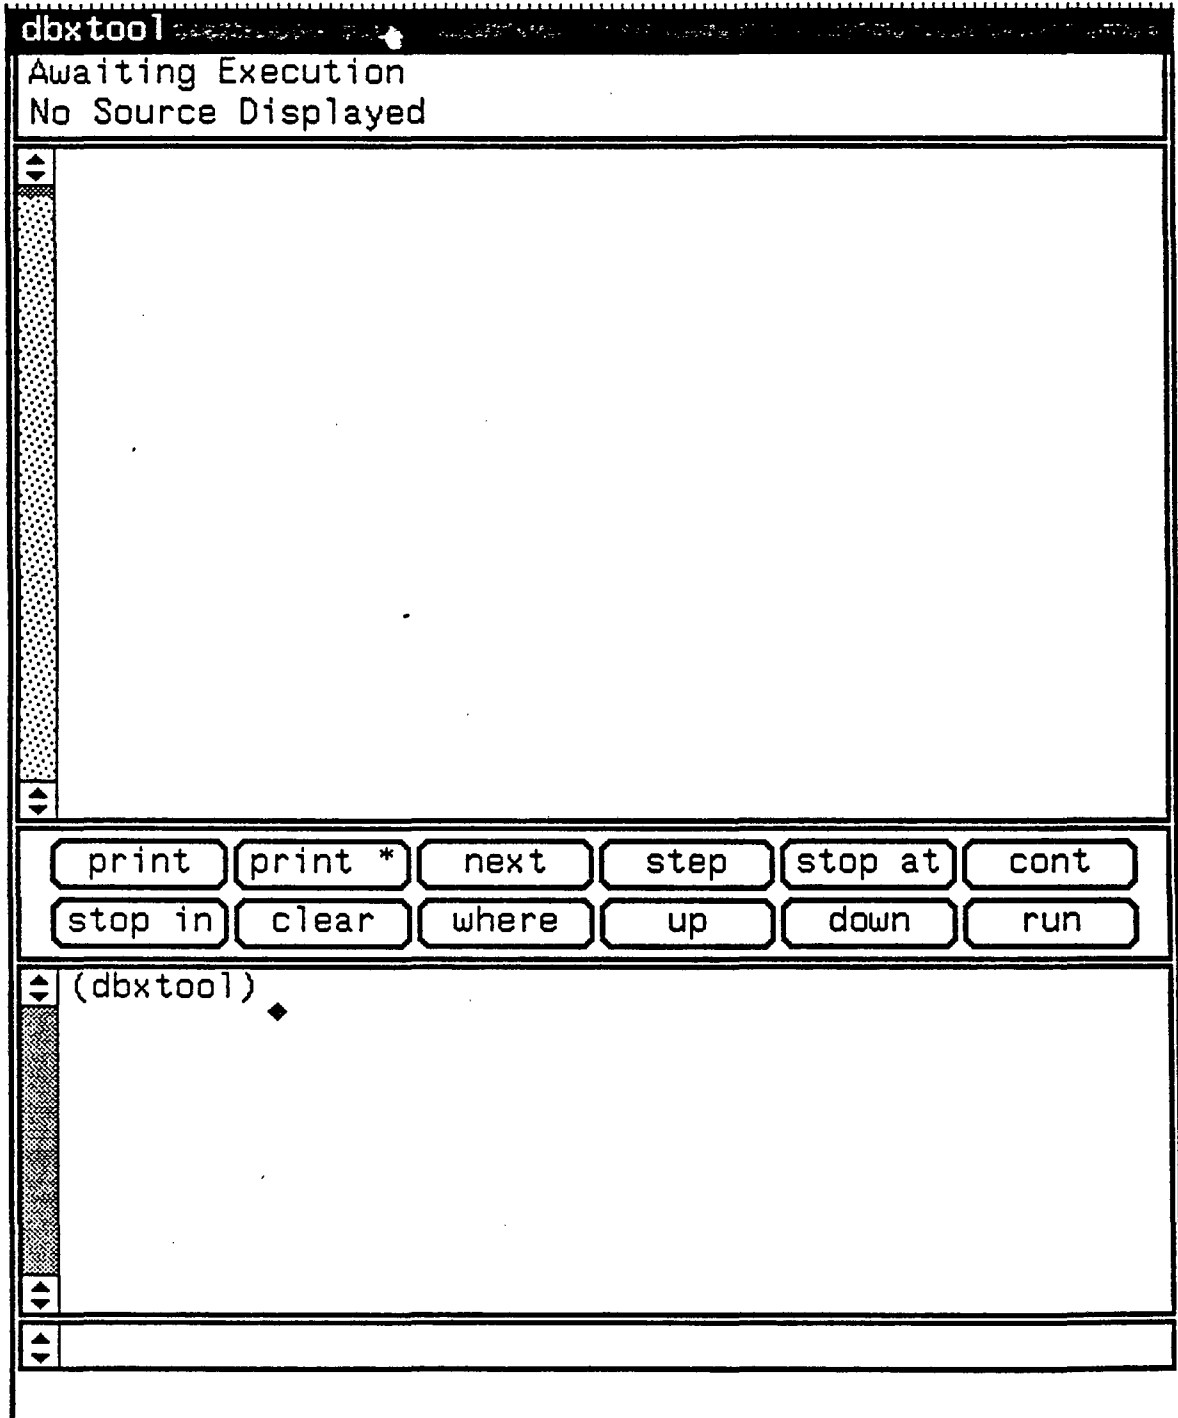 dbxtool
Awaiting Execution
No Source Displayed
print print * next step stop at cont
stop in clear where up down run
(dbxtool)